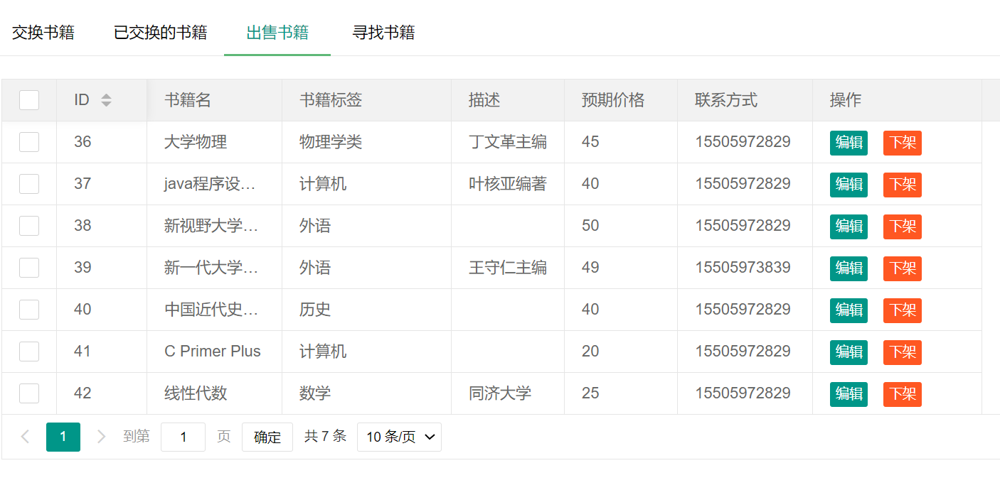 交换书籍 已交换的书籍 出售书籍 寻找书籍
ID 书籍名 书籍标签 描述 预期价格 联系方式 操作
36 大学物理 物理学类 丁文革主编 45 15505972829 编辑 下架
37 java程序设… 计算机 叶核亚编著 40 15505972829 编辑 下架
38 新视野大学… 外语 50 15505972829 编辑 下架
39 新一代大学… 外语 王守仁主编 49 15505973839 编辑 下架
40 中国近代史… 历史 40 15505972829 编辑 下架
41 C Primer Plus 计算机 20 15505972829 编辑 下架
42 线性代数 数学 同济大学 25 15505972829 编辑 下架
1 到第 1 页 确定 共 7 条 10 条/页